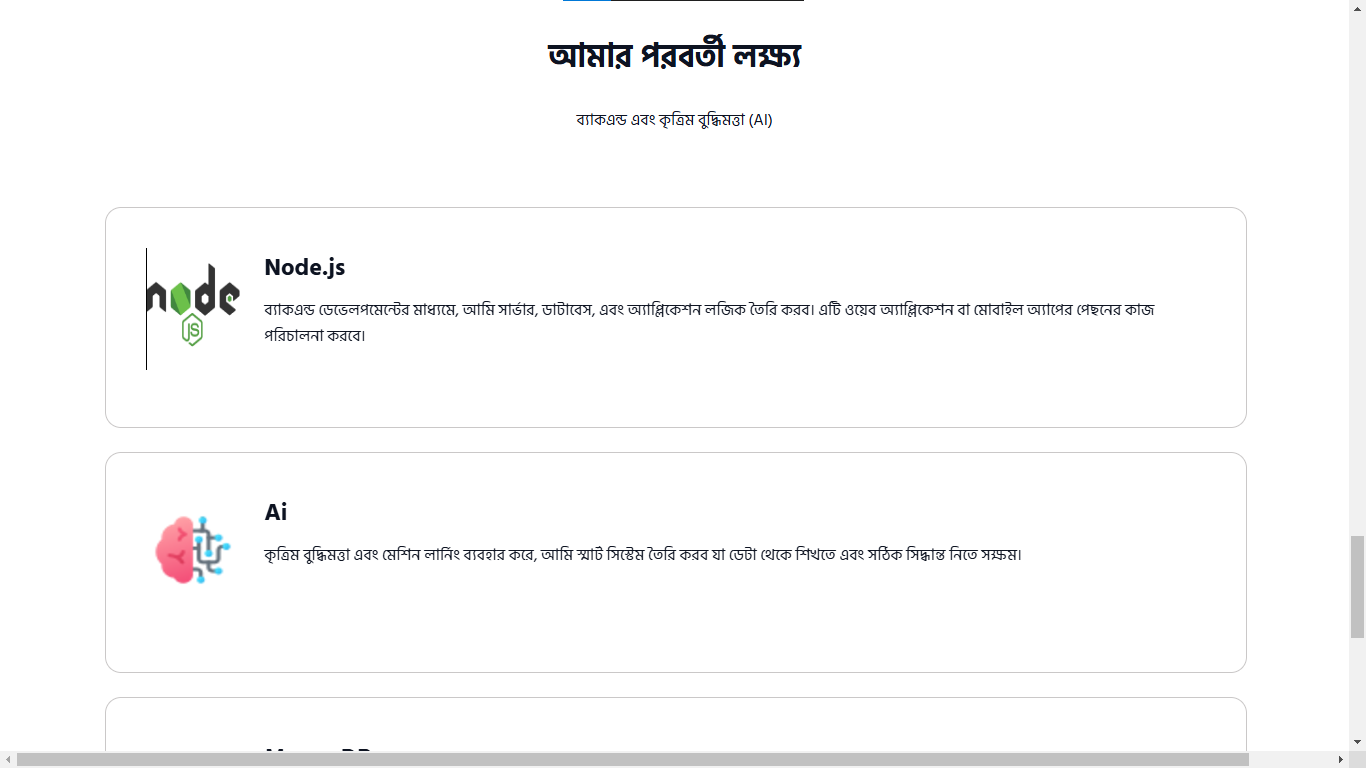 আমার পরবর্তী লক্ষ্য
ব্যাকএন্ড এবং কৃত্রিম বুদ্ধিমত্তা (AI)
Node.js
node
JS
ব্যাকএন্ড ডেভেলপমেন্টের মাধ্যমে, আমি সার্ভার, ডাটাবেস, এবং অ্যাপ্লিকেশন লজিক তৈরি করব। এটি ওয়েব অ্যাপ্লিকেশন বা মোবাইল অ্যাপের পেছনের কাজ
পরিচালনা করবে।
Ai
কৃত্রিম বুদ্ধিমত্তা এবং মেশিন লার্নিং ব্যবহার করে, আমি স্মার্ট সিস্টেম তৈরি করব যা ডেটা থেকে শিখতে এবং সঠিক সিদ্ধান্ত নিতে সক্ষম।